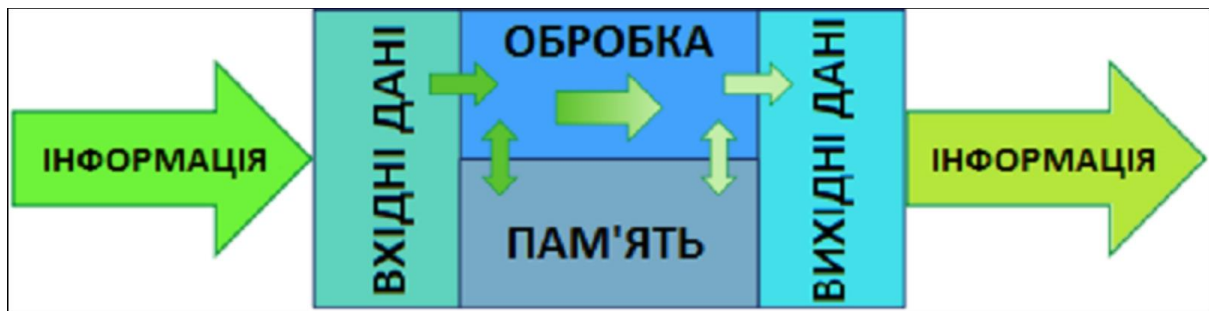 ІНФОРМАЦІЯ
ВХІДНІ ДАНІ
ОБРОБКА
ПАМ'ЯТЬ
ВИХІДНІ ДАНІ
ІНФОРМАЦІЯ